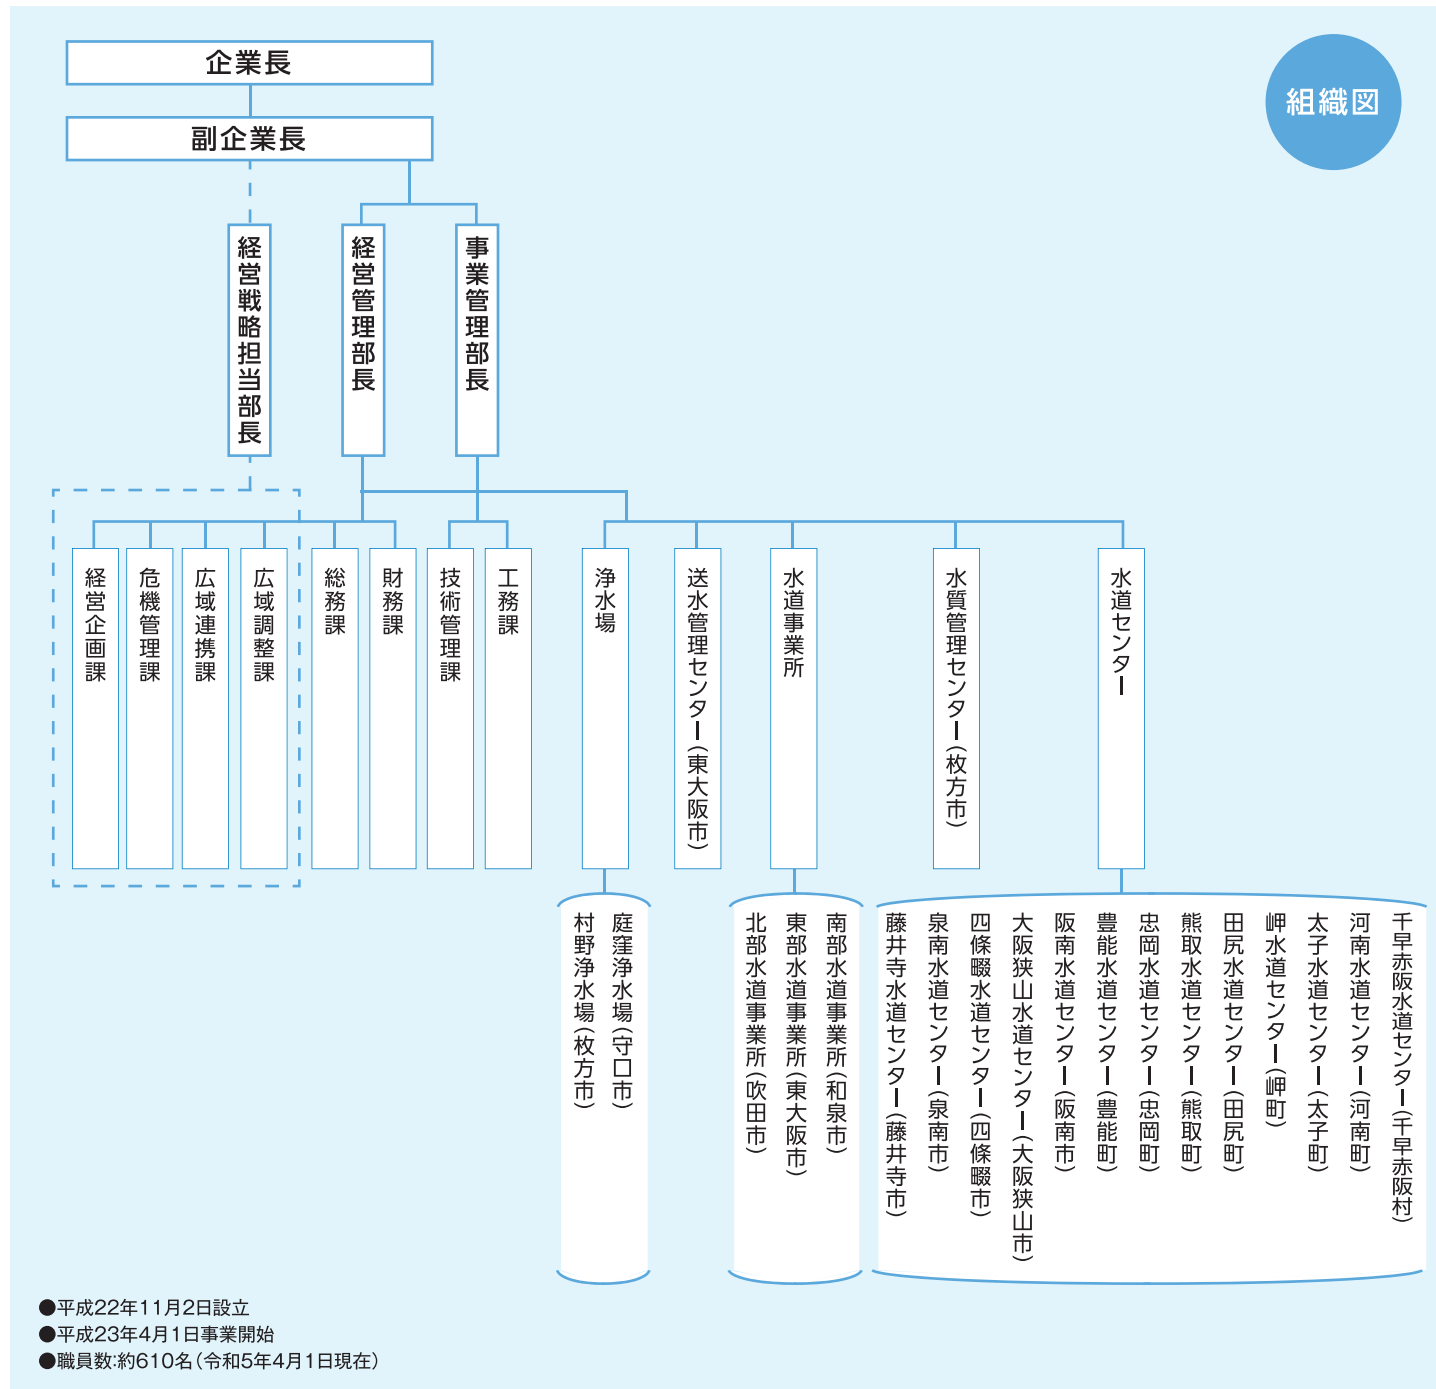 組織図
企業長
副企業長
経営戦略担当部長
経営管理部長
事業管理部長
経営企画課
危機管理課
広域連携課
広域調整課
総務課
財務課
技術管理課
工務課
浄水場
送水管理センター(東大阪市)
水道事業所
水質管理センター(枚方市)
水道センター
村野浄水場(枚方市)
庭窪浄水場(守口市)
北部水道事業所(吹田市)
東部水道事業所(東大阪市)
南部水道事業所(和泉市)
藤井寺水道センター(藤井寺市)
泉南水道センター(泉南市)
四條畷水道センター(四條畷市)
大阪狭山水道センター(大阪狭山市)
阪南水道センター(阪南市)
豊能水道センター(豊能町)
忠岡水道センター(忠岡町)
熊取水道センター(熊取町)
田尻水道センター(田尻町)
岬水道センター(岬町)
太子水道センター(太子町)
河南水道センター(河南町)
千早赤阪水道センター(千早赤阪村)
●平成22年11月2日設立
●平成23年4月1日事業開始
●職員数:約610名(令和5年4月1日現在)